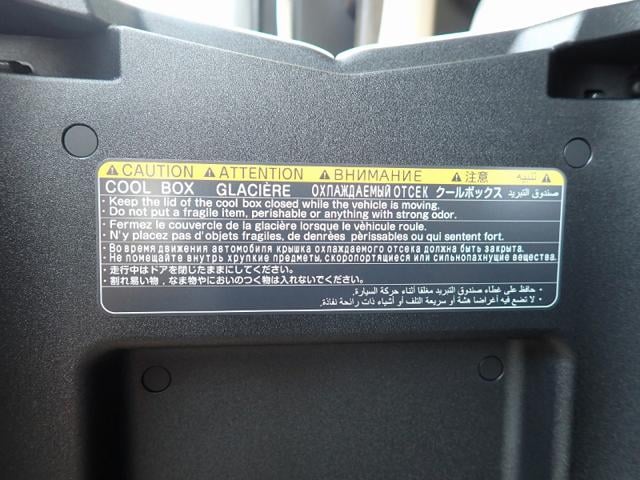 CAUTION ATTENTION ВНИМАНИЕ 注意 تنبيه
COOL BOX GLACIÈRE ОХЛАЖДАЕМЫЙ ОТСЕК クールボックス صندوق التبريد
· Keep the lid of the cool box closed while the vehicle is moving.
· Do not put a fragile item, perishable or anything with strong odor.
· Fermez le couvercle de la glacière lorsque le vèhicule roule.
· N'y placez pas d'objets fragiles, de denrées périssables ou qui sentent fort.
· Во время движения автомобиля крышка охлаждаемого отсека должна быть закрыта.
· Не помещайте внутрь хрупкие предметы, скоропортящиеся или сильнопахнущие вещества.
· 走行中はドアを閉じたままにしてください。
· 割れ易い物，なま物やにおいのつく物は入れないでください。
· حافظ على غطاء صندوق التبريد مغلقا أثناء حركة السيارة.
· لا تضع فيه أغراضا هشة أو سريعة التلف أو أشياء ذات رائحة نفاذة.